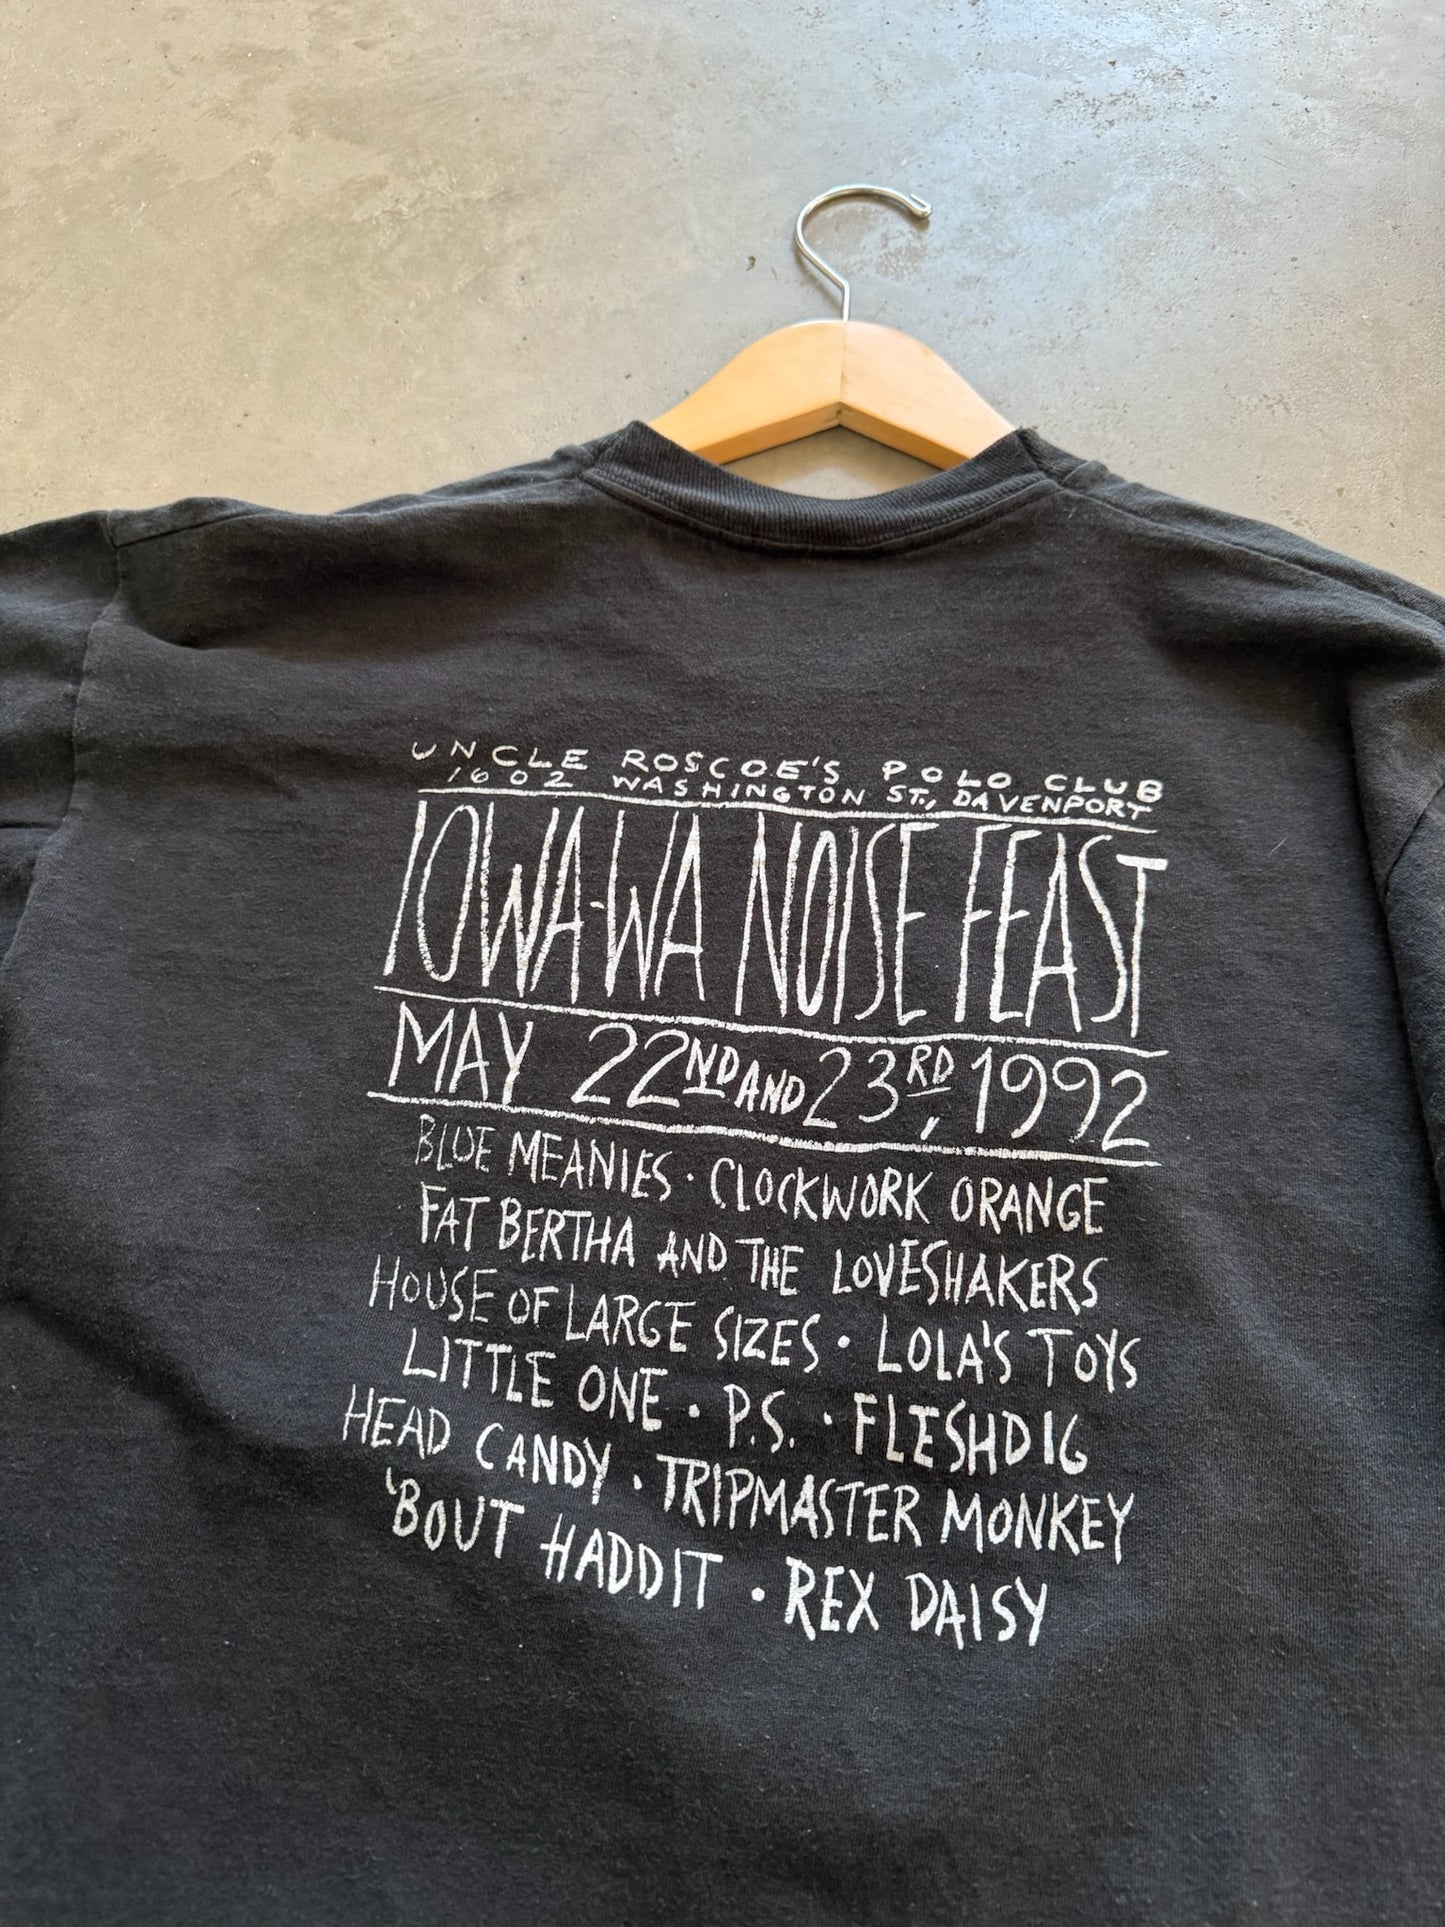 UNCLE ROSCOE'S POLO CLUB
1602 WASHINGTON ST., DAVENPORT
IOWA-WA NOISE FEAST
MAY 22ND AND 23RD, 1992
BLUE MEANIES · CLOCKWORK ORANGE
FAT BERTHA AND THE LOVESHAKERS
HOUSE OF LARGE SIZES · LOLA'S TOYS
LITTLE ONE · P.S. · FLESHDIG
HEAD CANDY · TRIPMASTER MONKEY
'BOUT HADDIT · REX DAISY